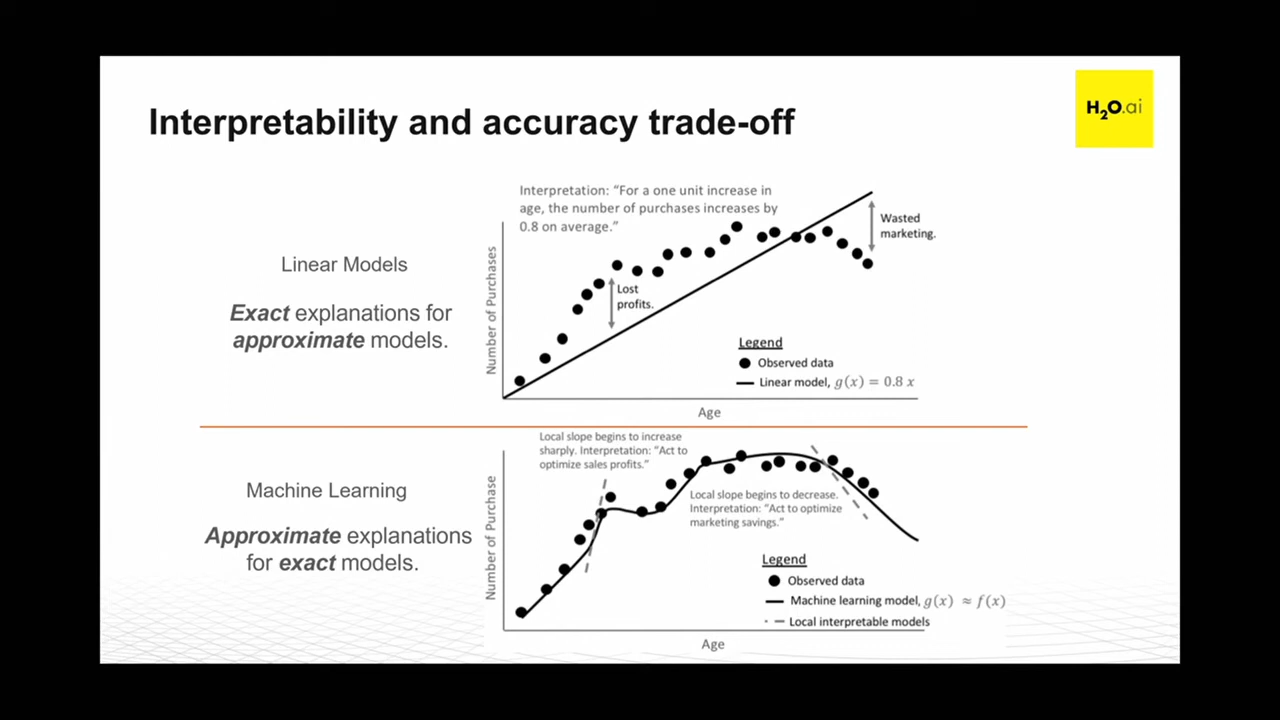 Interpretability and accuracy trade-off
H2O.ai
Linear Models
Exact explanations for
approximate models.
Interpretation: “For a one unit increase in
age, the number of purchases increases by
0.8 on average.”
Number of Purchases
Lost
profits.
Wasted
marketing.
Legend
Observed data
Linear model, g(x) = 0.8 x
Age
Machine Learning
Approximate explanations
for exact models.
Local slope begins to increase
sharply. Interpretation: “Act to
optimize sales profits.”
Number of Purchase
Local slope begins to decrease.
Interpretation: “Act to optimize
marketing savings.”
Legend
Observed data
Machine learning model, g(x) ≈ f(x)
Local interpretable models
Age